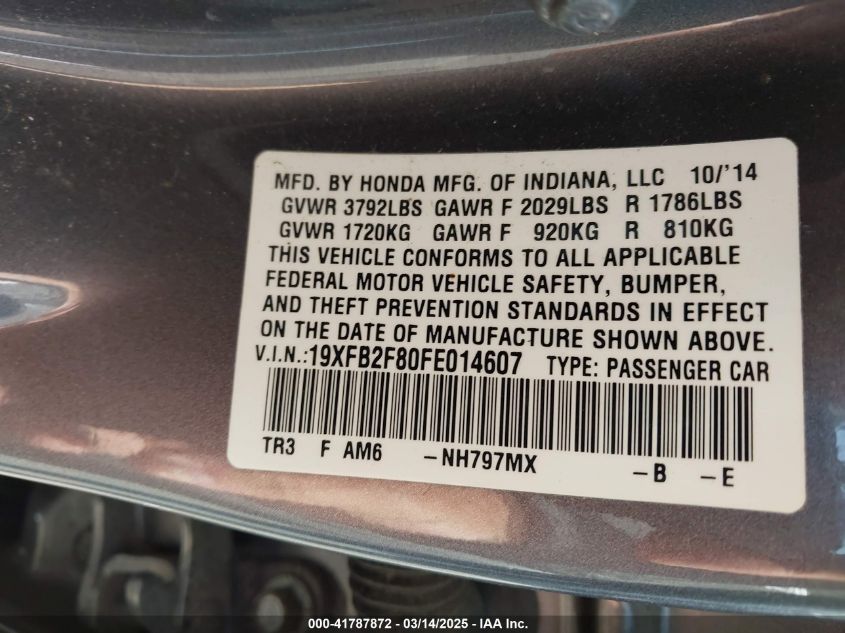 MFD. BY HONDA MFG. OF INDIANA, LLC 10/'14
GVWR 3792LBS GAWR F 2029LBS R 1786LBS
GVWR 1720KG GAWR F 920KG R 810KG
THIS VEHICLE CONFORMS TO ALL APPLICABLE
FEDERAL MOTOR VEHICLE SAFETY, BUMPER,
AND THEFT PREVENTION STANDARDS IN EFFECT
ON THE DATE OF MANUFACTURE SHOWN ABOVE.
V.I.N.:19XFB2F80FE014607 TYPE: PASSENGER CAR
TR3 F AM6 –NH797MX –B –E
000-41787872 - 03/14/2025 - IAA Inc.